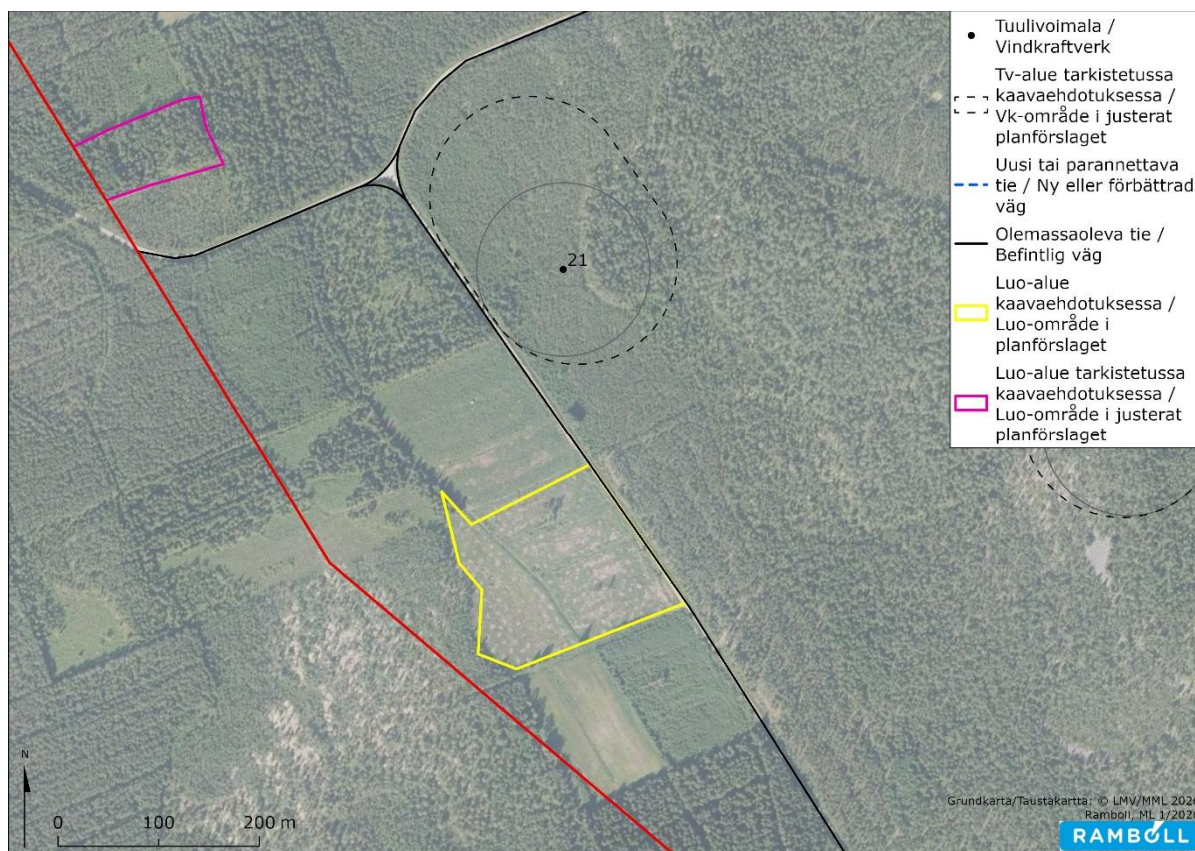 Tuulivoimala /
Vindkraftverk
Tv-alue tarkistetussa
kaavaehdotuksessa /
Vk-område i justerat
planförslaget
Uusi tai parannettava
tie / Ny eller förbättrad
väg
Olemassaoleva tie /
Befintlig väg
Luo-alue
kaavaehdotuksessa /
Luo-område i
planförslaget
Luo-alue tarkistetussa
kaavaehdotuksessa /
Luo-område i justerat
planförslaget
21
N
0 100 200 m
Grundkarta/Taustakartta: © LMV/MML 2026
Ramboll, ML 1/2026
RAMBOLL